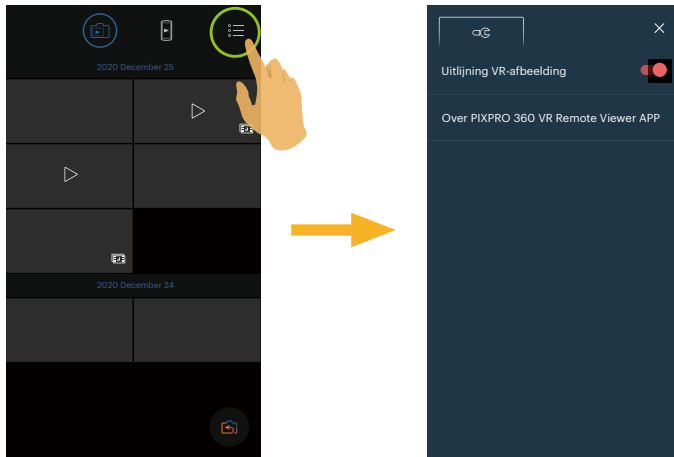 2020 December 25
2020 December 24
Uitlijning VR-afbeelding
Over PIXPRO 360 VR Remote Viewer APP